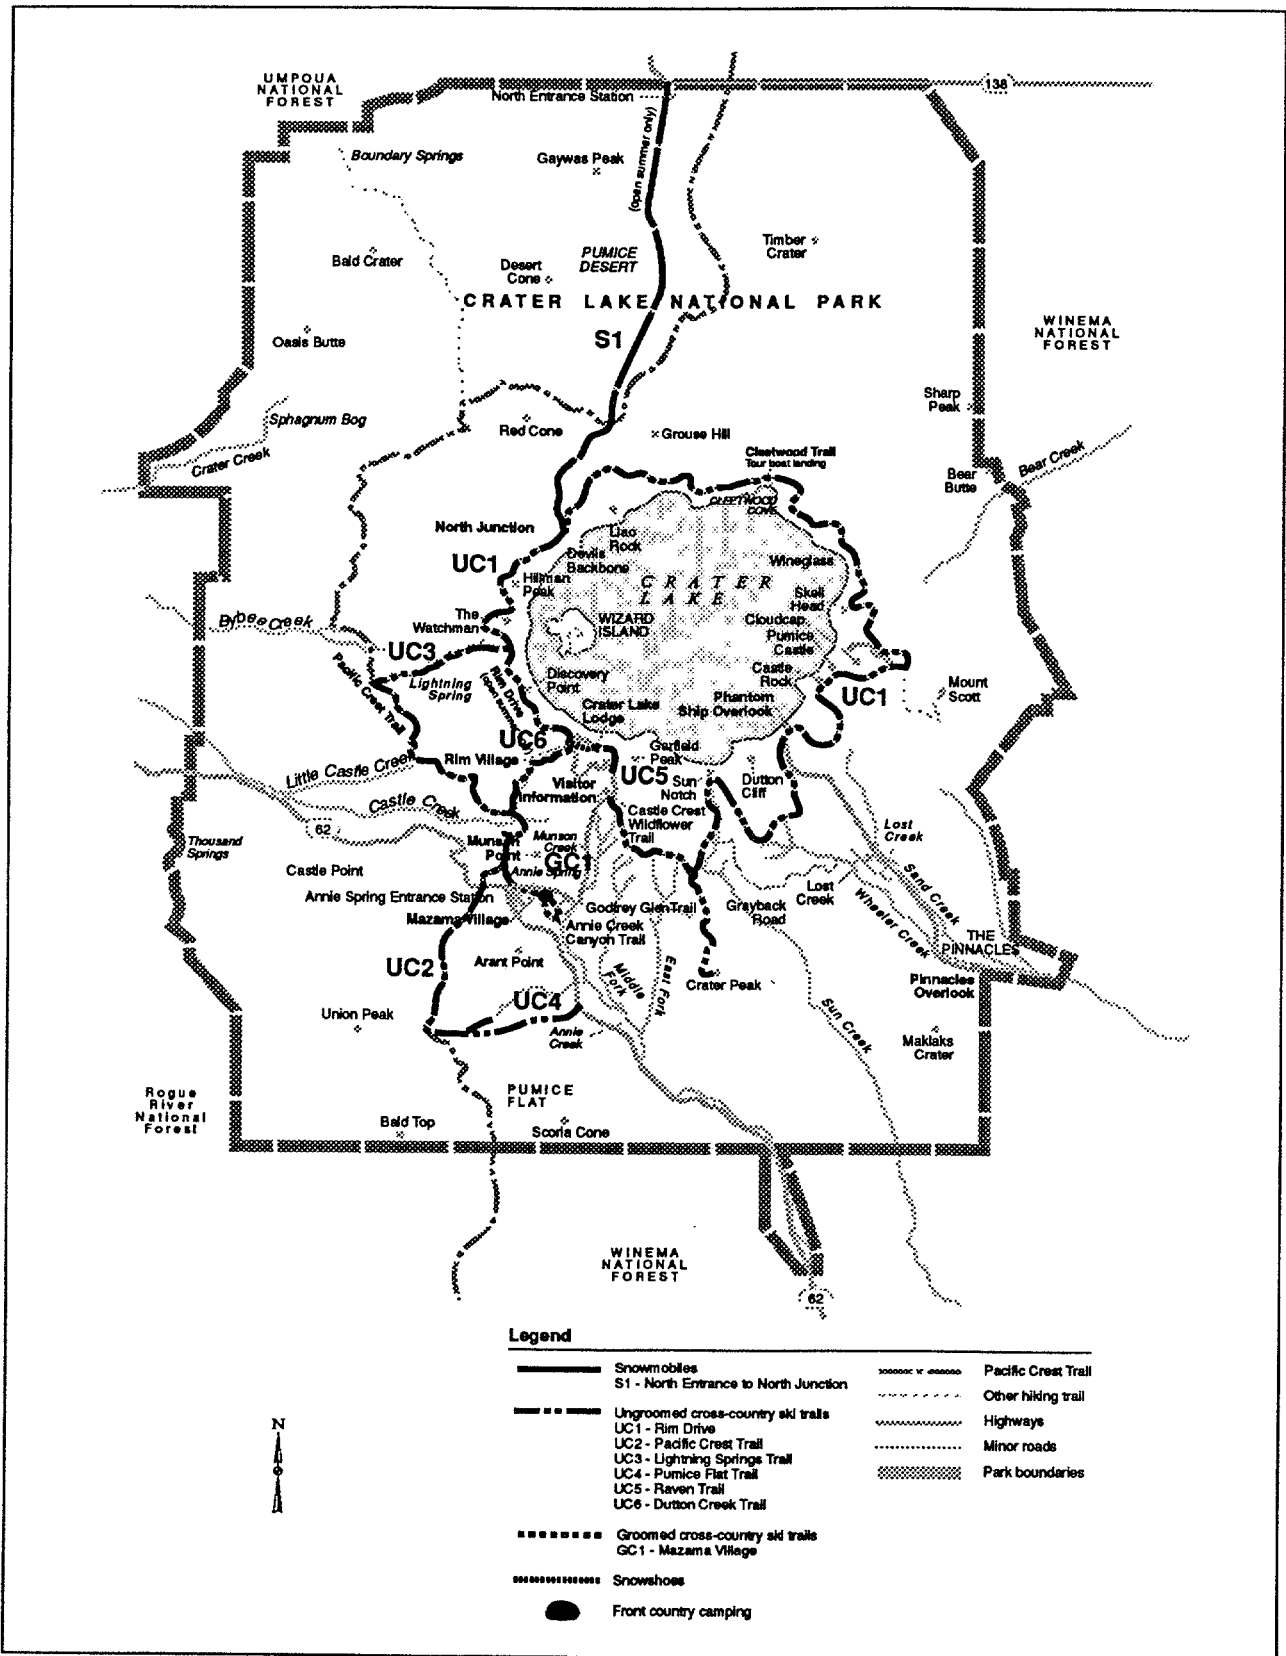 UMPQUA
NATIONAL
FOREST
138
North Entrance Station
(open summer only)
Boundary Springs
Gaywas Peak
Timber
Crater
PUMICE
DESERT
Bald Crater
Desert
Cone
CRATER LAKE NATIONAL PARK
WINEMA
NATIONAL
FOREST
S1
Oasis Butte
Sharp
Peak
Sphagnum Bog
Red Cone
Grouse Hill
Crater Creek
Cleetwood Trail
Tour boat landing
Bear Creek
Bear
Butte
CLEETWOOD
COVE
North Junction
Llao
Rock
Devils
Backbone
UC1
Wineglass
Hillman
Peak
CRATER
LAKE
Skell
Head
Bybee Creek
The
Watchman
WIZARD
ISLAND
Cloudcap
Pumice
Castle
UC3
Pacific Crest Trail
Lightning
Spring
Rim Drive
(open summer
Discovery
Point
Castle
Rock
UC1
Mount
Scott
Crater Lake
Lodge
Phantom
Ship Overlook
UC6
Rim Village
Garfield
Peak
Little Castle Creek
UC5
Sun
Notch
Dutton
Cliff
Visitor
Information
Castle Creek
Castle Crest
Wildflower
Trail
62
Lost
Creek
Thousand
Springs
Munson
Point
Munson
Creek
GC1
Castle Point
Annie Spring
Sand Creek
Annie Spring Entrance Station
Lost
Creek
Wheeler Creek
Godfrey Glen Trail
Grayback
Road
Mazama Village
Annie Creek
Canyon Trail
THE
PINNACLES
UC2
Arant Point
Middle
Fork
East Fork
Crater Peak
Pinnacles
Overlook
UC4
Union Peak
Sun Creek
Annie
Creek
Maklaks
Crater
Rogue
River
National
Forest
PUMICE
FLAT
Bald Top
Scoria Cone
WINEMA
NATIONAL
FOREST
62
Legend
Snowmobiles
S1 - North Entrance to North Junction
Ungroomed cross-country ski trails
UC1 - Rim Drive
UC2 - Pacific Crest Trail
UC3 - Lightning Springs Trail
UC4 - Pumice Flat Trail
UC5 - Raven Trail
UC6 - Dutton Creek Trail
Groomed cross-country ski trails
GC1 - Mazama Village
Snowshoes
Front country camping
Pacific Crest Trail
Other hiking trail
Highways
Minor roads
Park boundaries
N